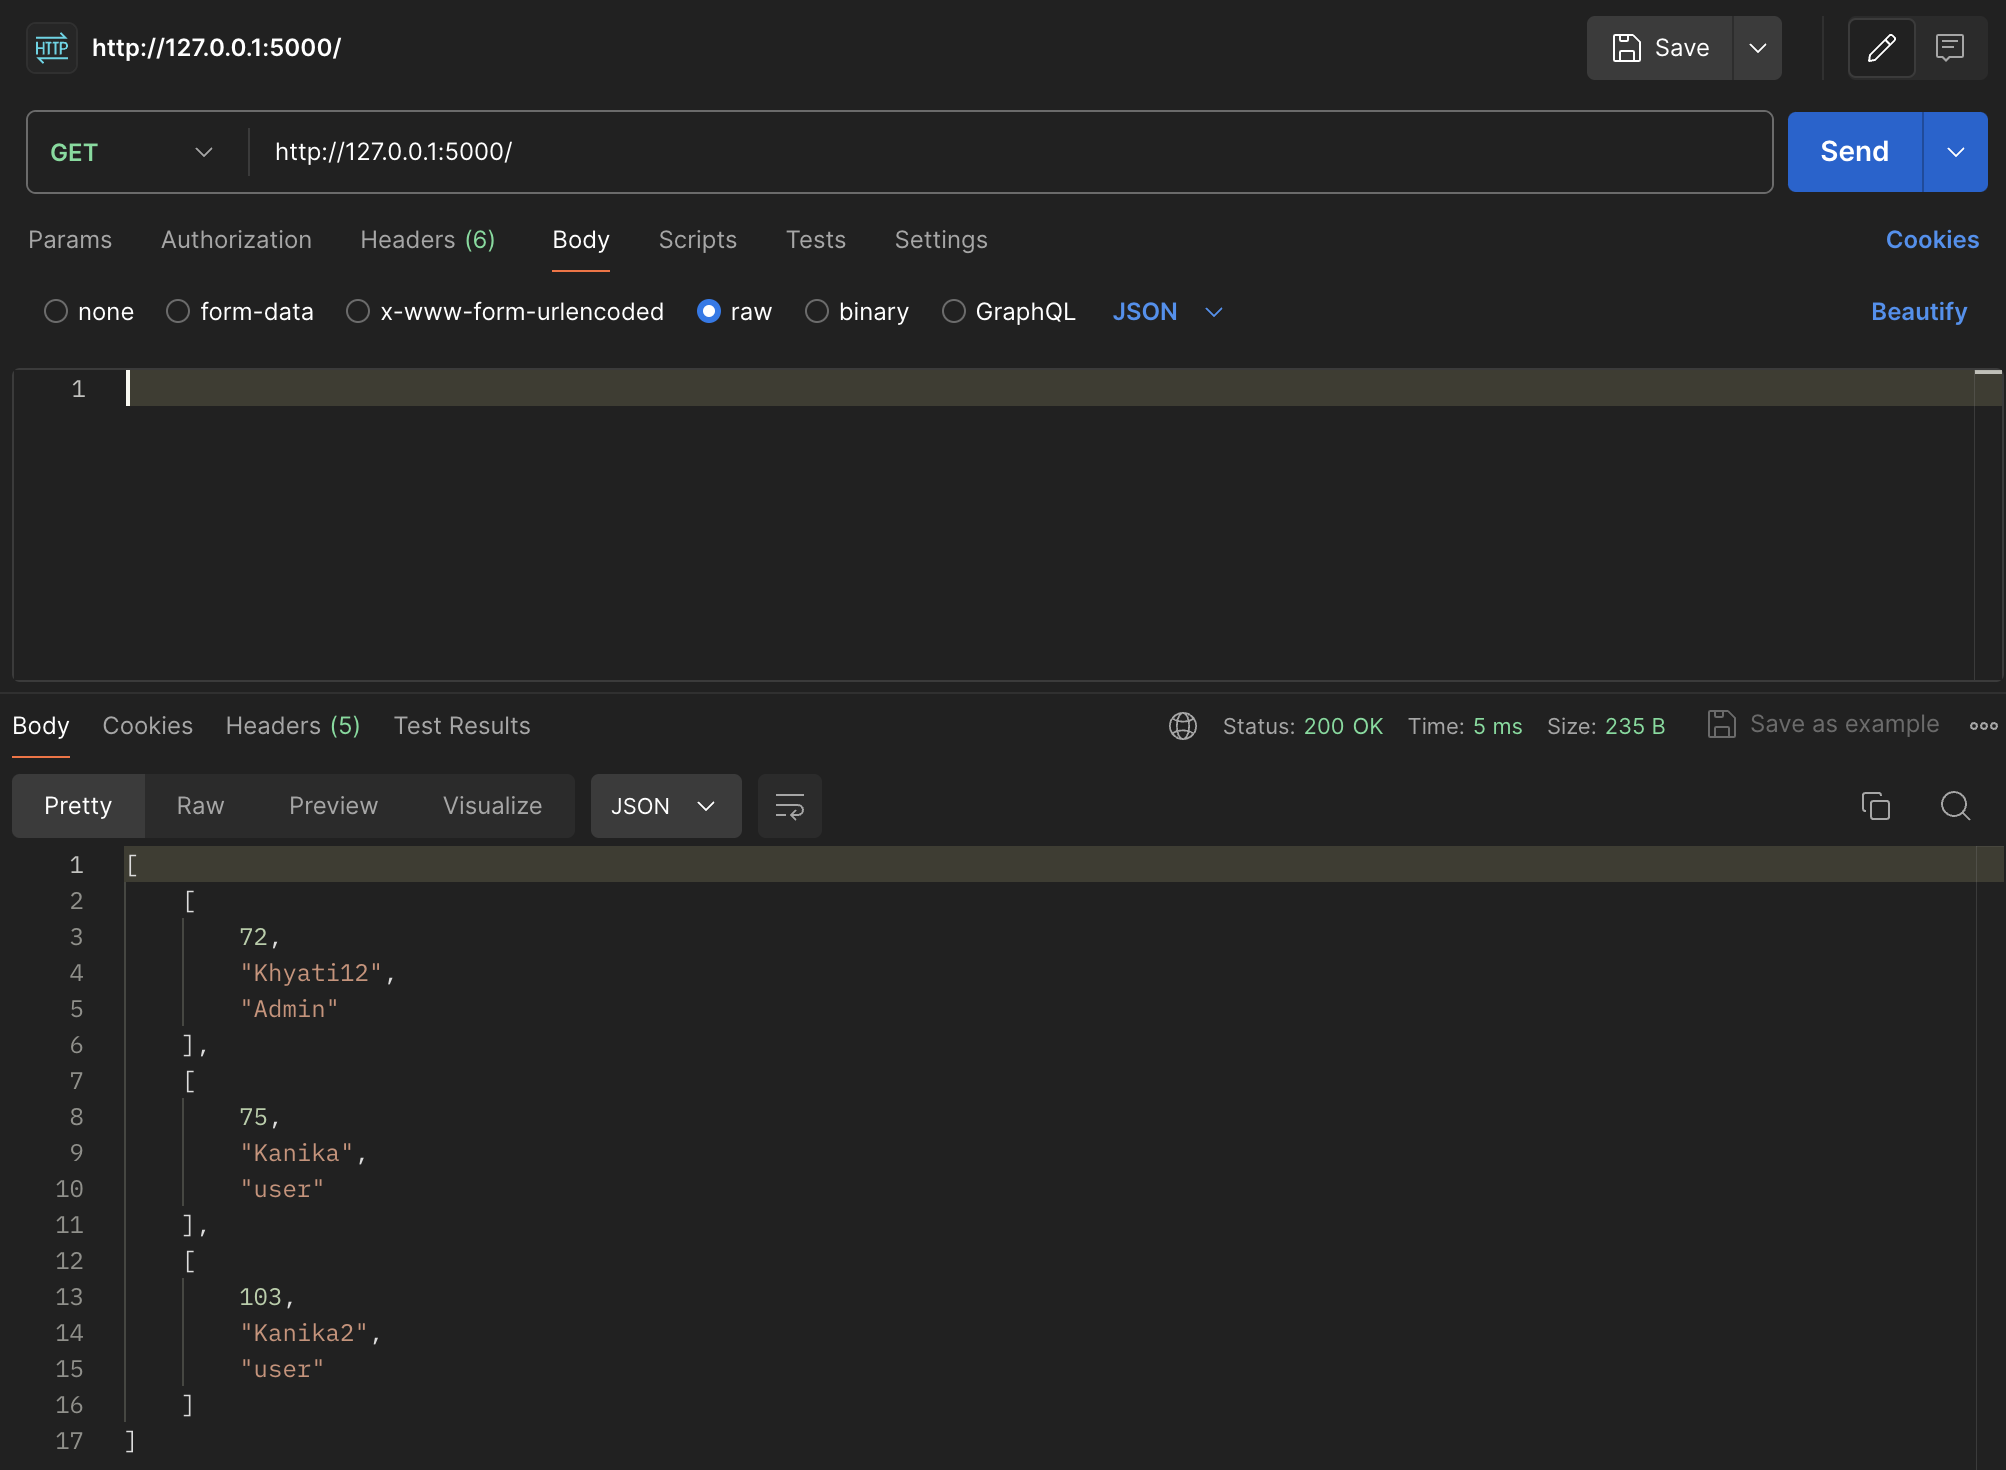 HTTP http://127.0.0.1:5000/ Save
GET http://127.0.0.1:5000/ Send
Params Authorization Headers (6) Body Scripts Tests Settings Cookies
none form-data x-www-form-urlencoded raw binary GraphQL JSON Beautify
1
Body Cookies Headers (5) Test Results Status: 200 OK Time: 5 ms Size: 235 B Save as example
Pretty Raw Preview Visualize JSON
1 [
2 [
3 72,
4 "Khyati12",
5 "Admin"
6 ],
7 [
8 75,
9 "Kanika",
10 "user"
11 ],
12 [
13 103,
14 "Kanika2",
15 "user"
16 ]
17 ]